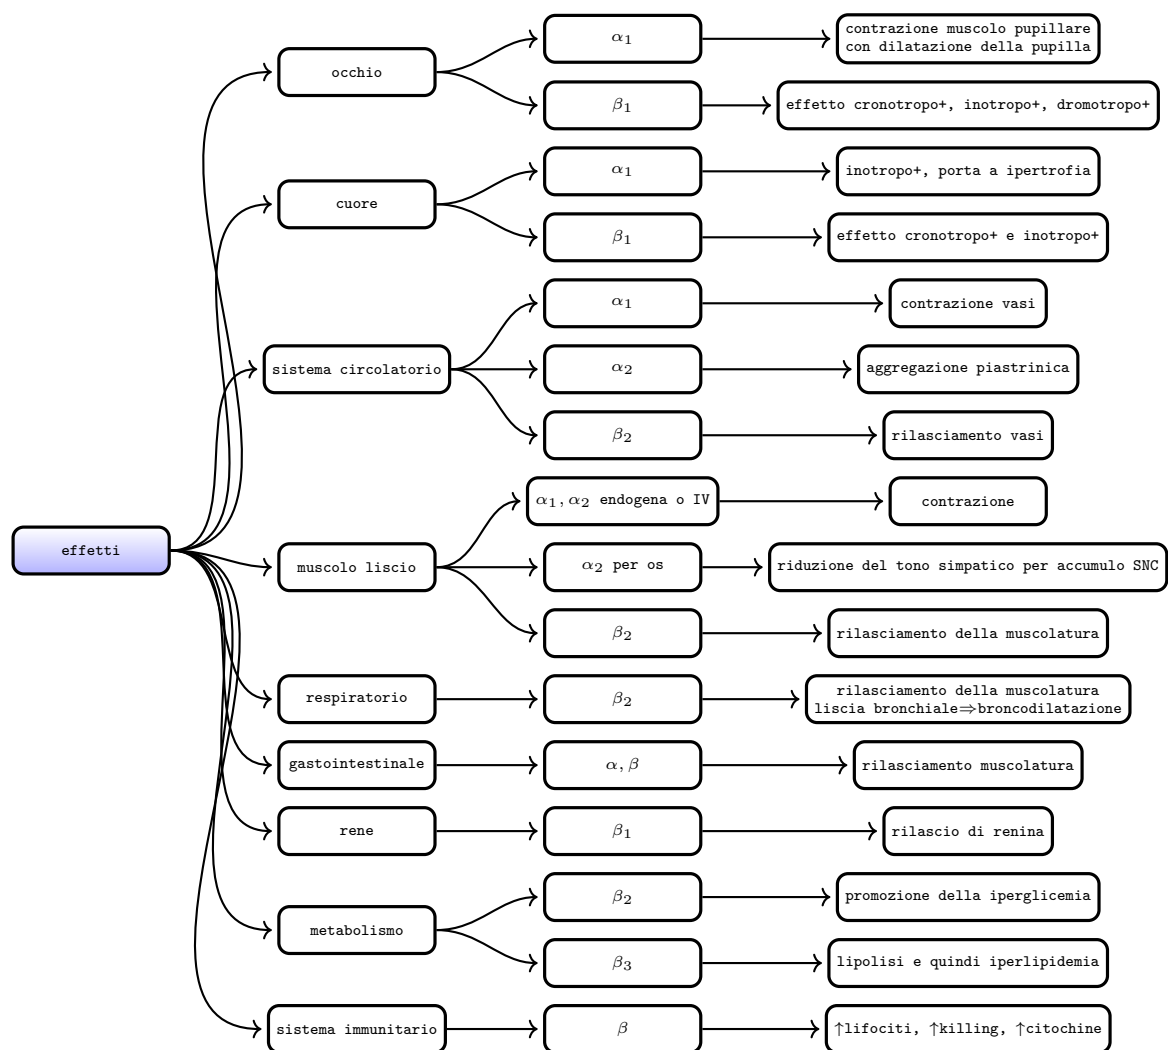 effetti
occhio
α₁
contrazione muscolo pupillare
con dilatazione della pupilla
β₁
effetto cronotropo+, inotropo+, dromotropo+
cuore
α₁
inotropo+, porta a ipertrofia
β₁
effetto cronotropo+ e inotropo+
sistema circolatorio
α₁
contrazione vasi
α₂
aggregazione piastrinica
β₂
rilasciamento vasi
muscolo liscio
α₁, α₂ endogena o IV
contrazione
α₂ per os
riduzione del tono simpatico per accumulo SNC
β₂
rilasciamento della muscolatura
respiratorio
β₂
rilasciamento della muscolatura
liscia bronchiale⇒broncodilatazione
gastointestinale
α, β
rilasciamento muscolatura
rene
β₁
rilascio di renina
metabolismo
β₂
promozione della iperglicemia
β₃
lipolisi e quindi iperlipidemia
sistema immunitario
β
↑lifociti, ↑killing, ↑citochine